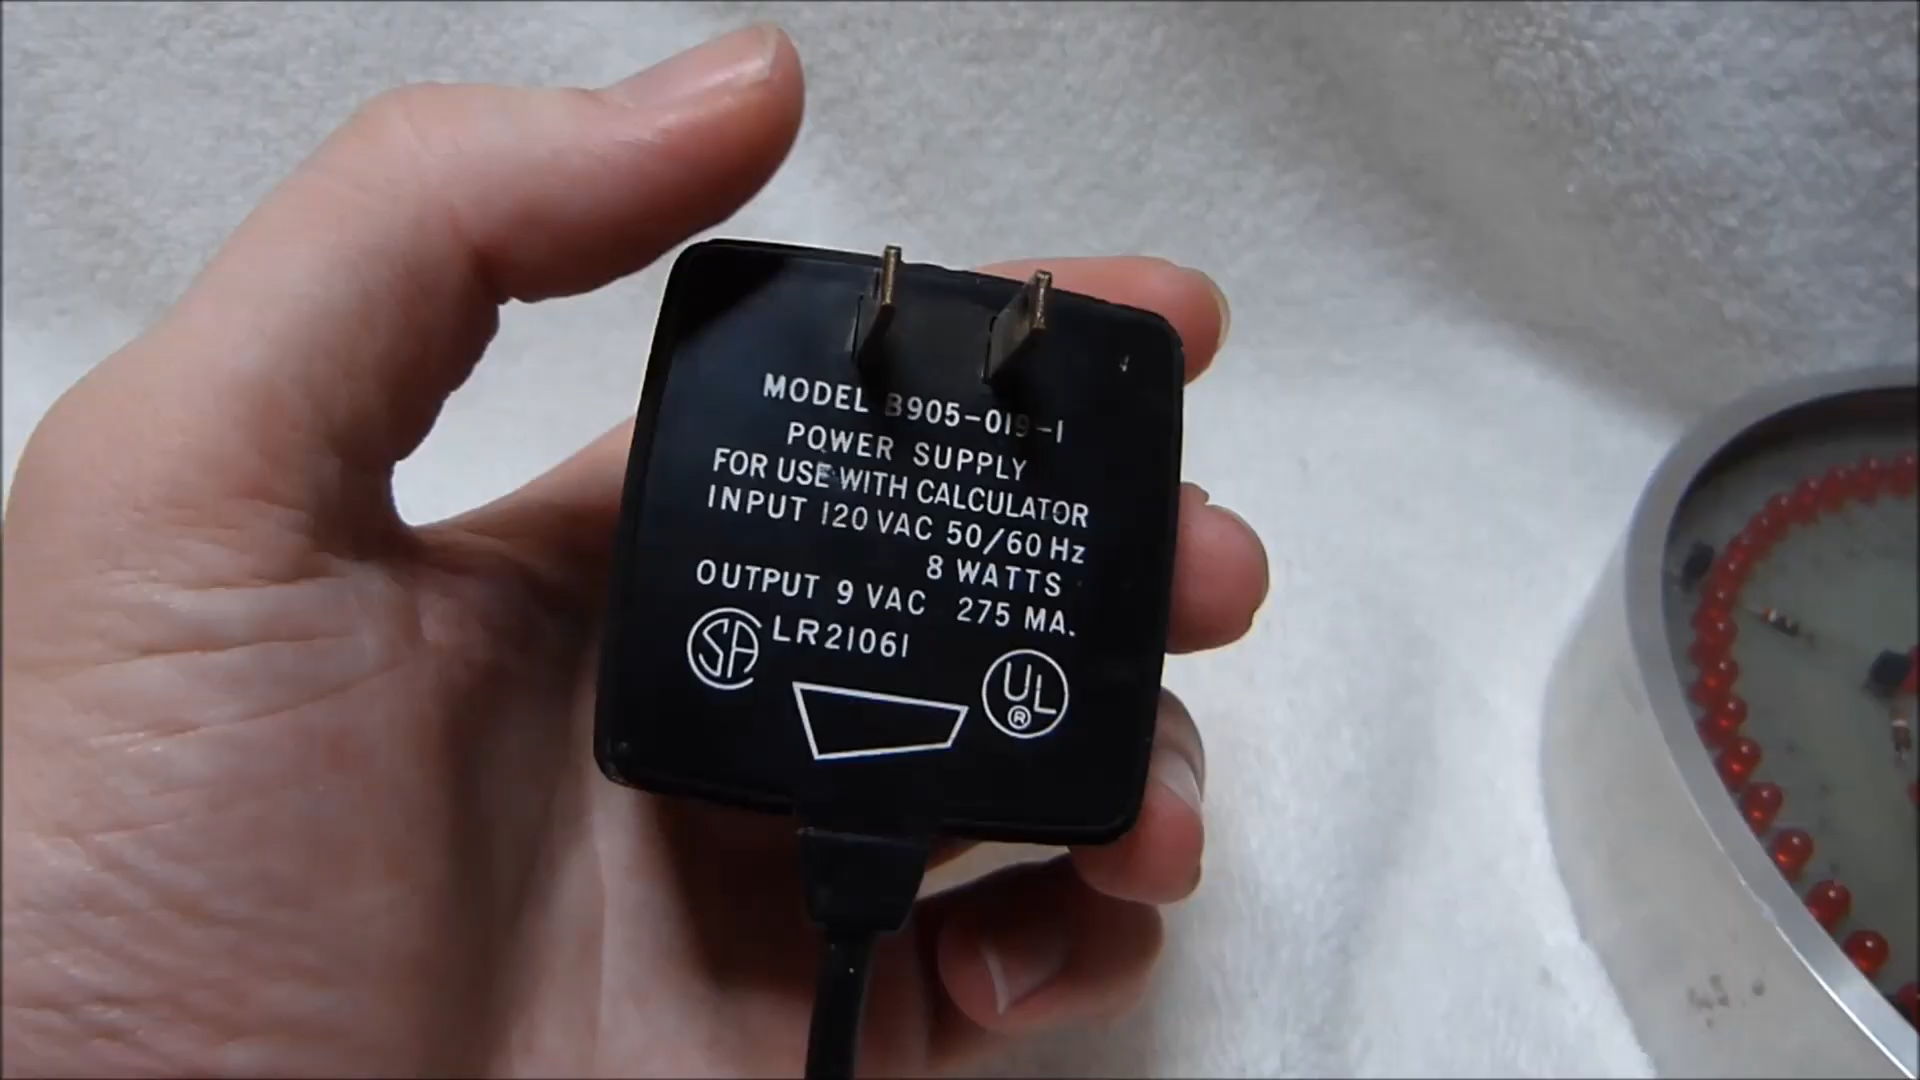 MODEL B905-019-1
POWER SUPPLY
FOR USE WITH CALCULATOR
INPUT 120 VAC 50/60 Hz
8 WATTS
OUTPUT 9 VAC 275 MA.
SA LR21061
UL
®